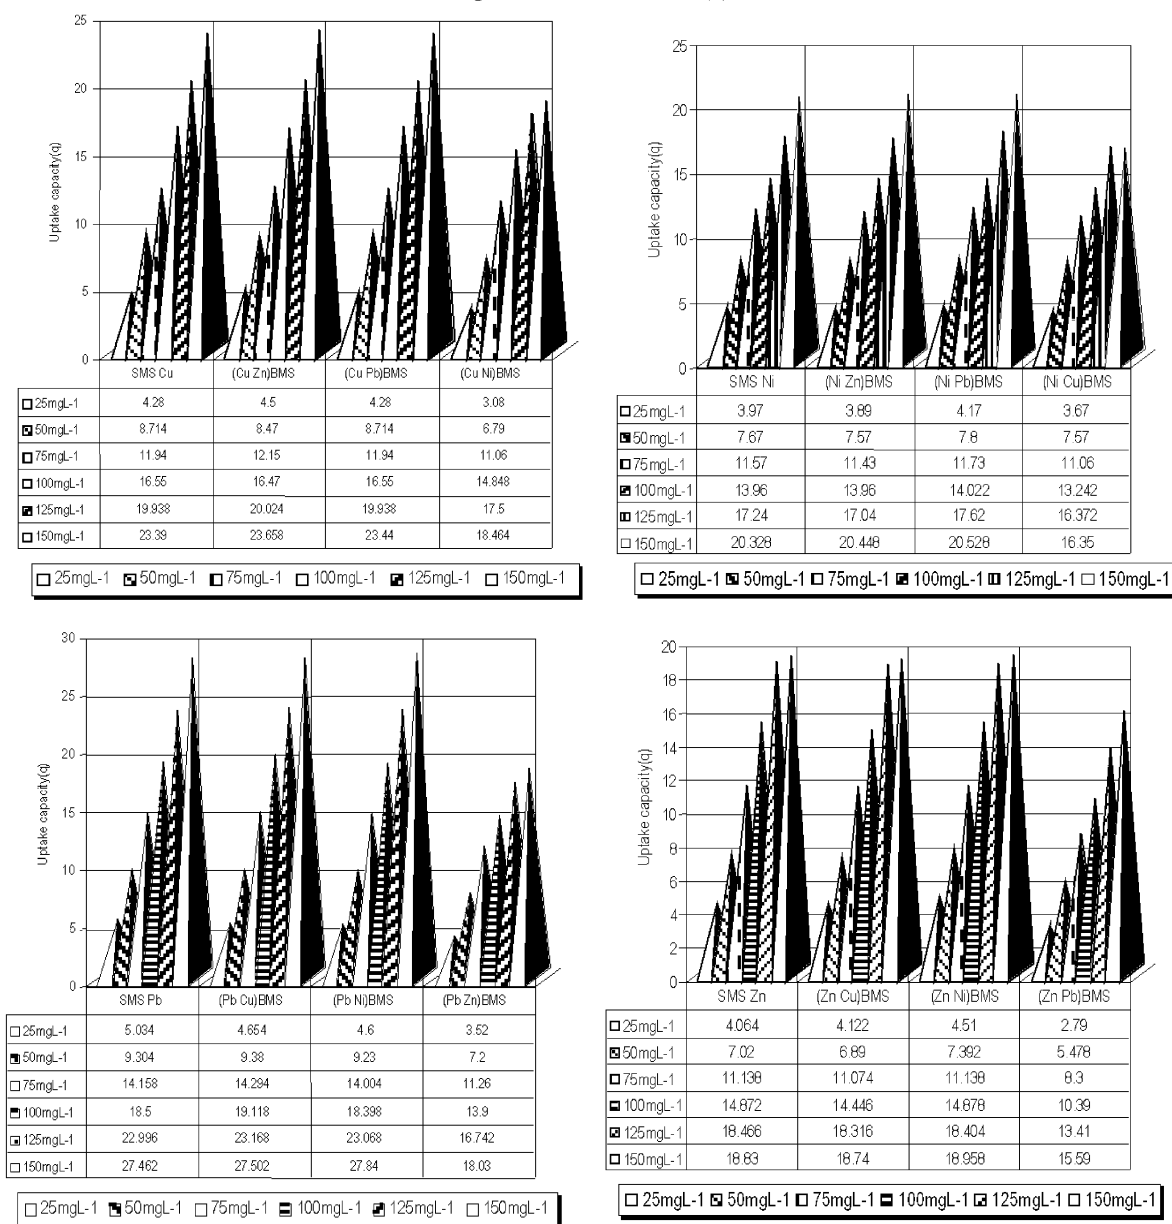 25
20
15
10
5
0
Uptake capacity(q)
SMS Cu (Cu Zn)BMS (Cu Pb)BMS (Cu Ni)BMS
25mgL-1 4.28 4.5 4.28 3.08
50mgL-1 8.714 8.47 8.714 6.79
75mgL-1 11.94 12.15 11.94 11.06
100mgL-1 16.55 16.47 16.55 14.848
125mgL-1 19.938 20.024 19.938 17.5
150mgL-1 23.39 23.658 23.44 18.464
25mgL-1 50mgL-1 75mgL-1 100mgL-1 125mgL-1 150mgL-1
25
20
15
10
5
0
Uptake capacity(q)
SMS Ni (Ni Zn)BMS (Ni Pb)BMS (Ni Cu)BMS
25mgL-1 3.97 3.89 4.17 3.67
50mgL-1 7.67 7.57 7.8 7.57
75mgL-1 11.57 11.43 11.73 11.06
100mgL-1 13.96 13.96 14.022 13.242
125mgL-1 17.24 17.04 17.62 16.372
150mgL-1 20.328 20.448 20.528 16.35
25mgL-1 50mgL-1 75mgL-1 100mgL-1 125mgL-1 150mgL-1
30
25
20
15
10
5
0
Uptake capacity(q)
SMS Pb (Pb Cu)BMS (Pb Ni)BMS (Pb Zn)BMS
25mgL-1 5.034 4.654 4.6 3.52
50mgL-1 9.304 9.38 9.23 7.2
75mgL-1 14.158 14.294 14.004 11.26
100mgL-1 18.5 19.118 18.398 13.9
125mgL-1 22.996 23.168 23.068 16.742
150mgL-1 27.462 27.502 27.84 18.03
25mgL-1 50mgL-1 75mgL-1 100mgL-1 125mgL-1 150mgL-1
20
18
16
14
12
10
8
6
4
2
0
Uptake capacity(q)
SMS Zn (Zn Cu)BMS (Zn Ni)BMS (Zn Pb)BMS
25mgL-1 4.064 4.122 4.51 2.79
50mgL-1 7.02 6.89 7.392 5.478
75mgL-1 11.138 11.074 11.138 8.3
100mgL-1 14.872 14.446 14.878 10.39
125mgL-1 18.466 18.316 18.404 13.41
150mgL-1 18.83 18.74 18.958 15.59
25mgL-1 50mgL-1 75mgL-1 100mgL-1 125mgL-1 150mgL-1